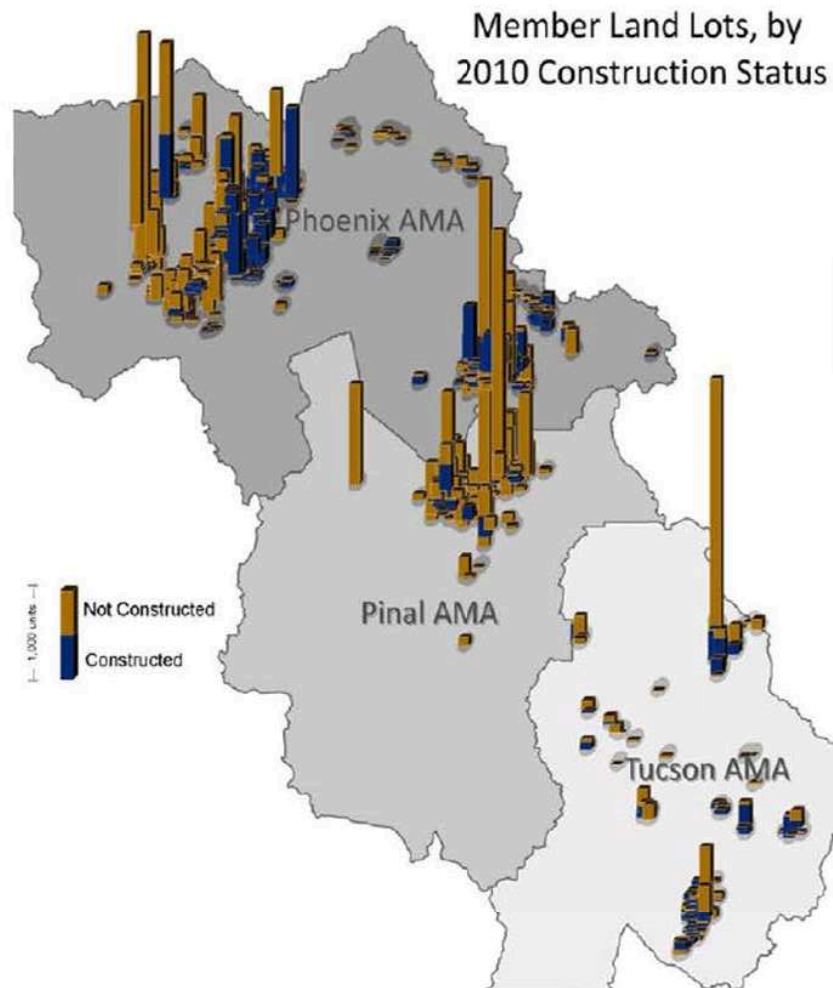 Member Land Lots, by
2010 Construction Status
Phoenix AMA
Pinal AMA
Tucson AMA
|— 1,000 units —|
Not Constructed
Constructed